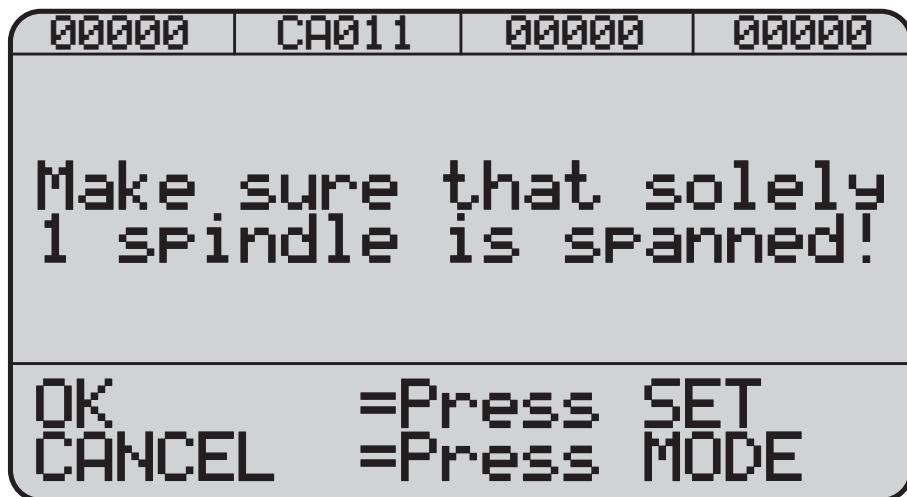 00000 CA011 00000 00000
Make sure that solely
1 spindle is spanned!
OK =Press SET
CANCEL =Press MODE